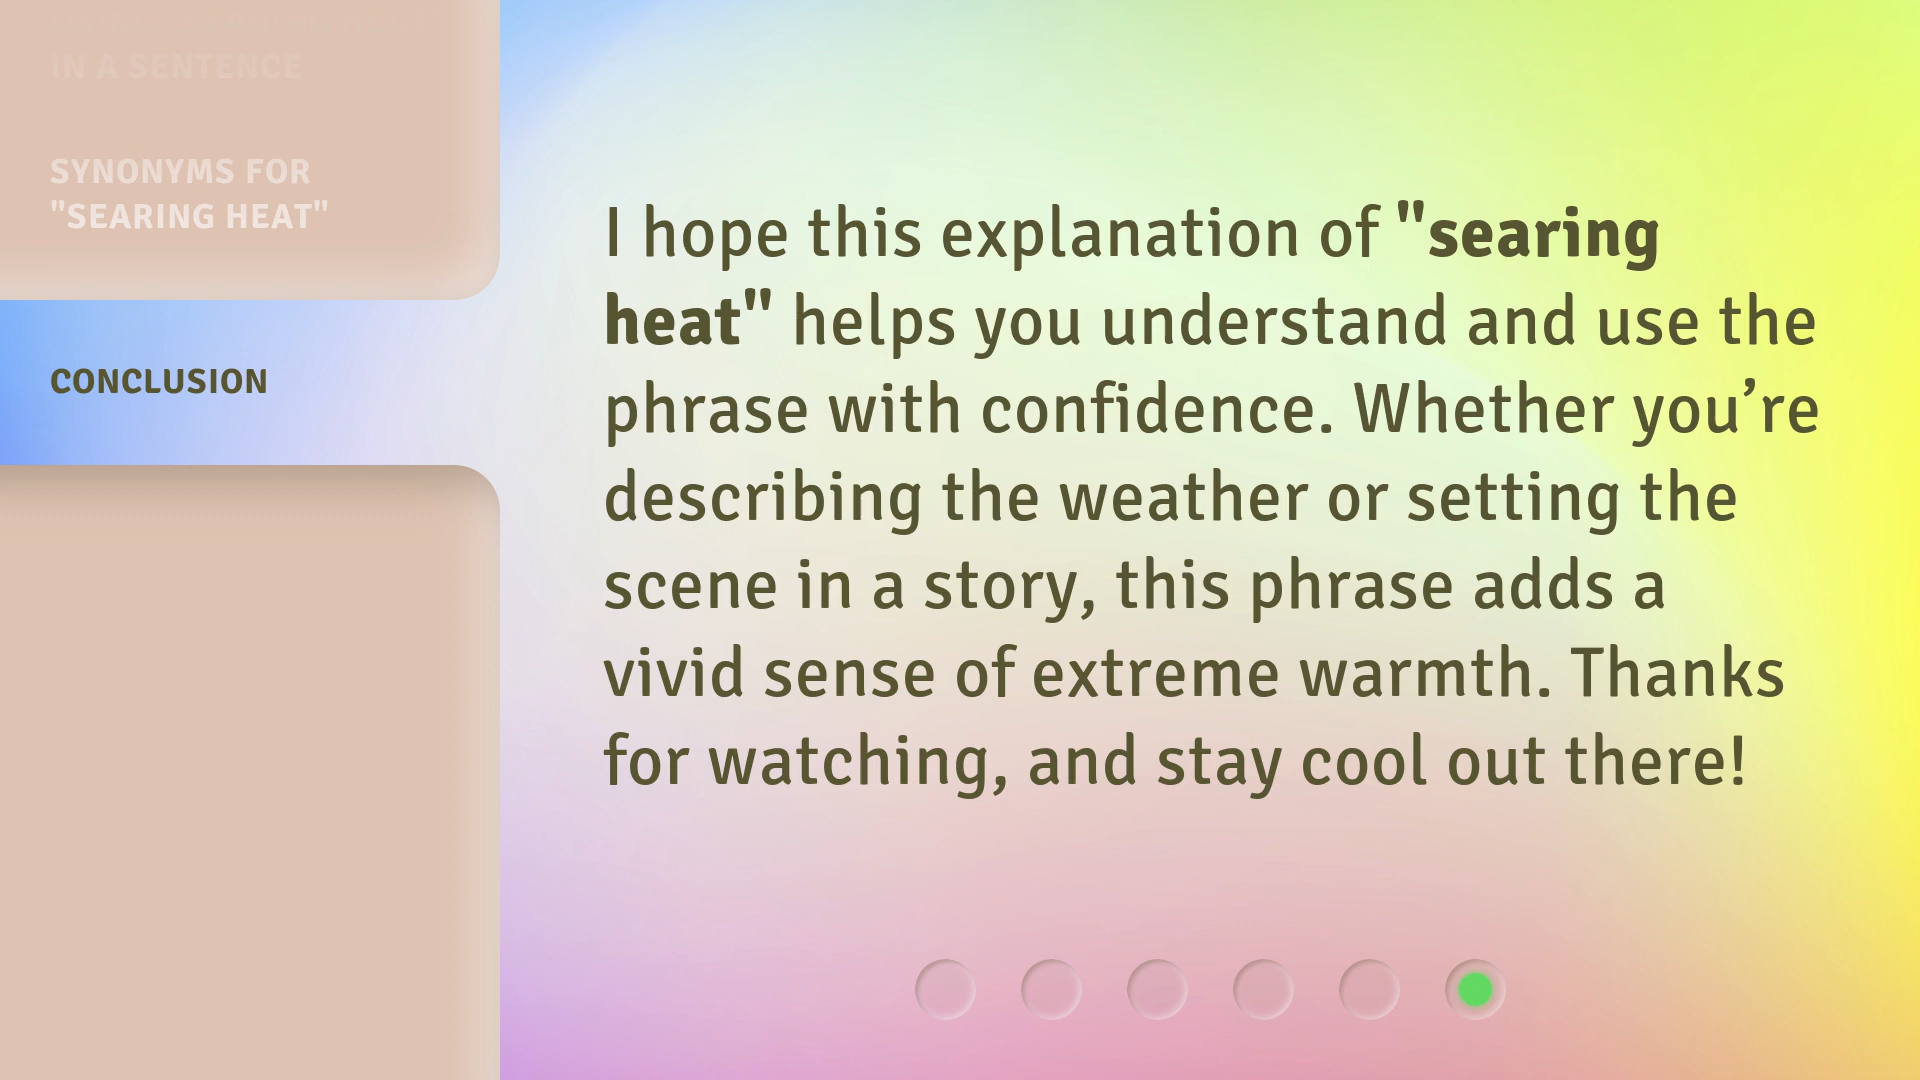 IN A SENTENCE
SYNONYMS FOR
"SEARING HEAT"
CONCLUSION
I hope this explanation of "searing
heat" helps you understand and use the
phrase with confidence. Whether you’re
describing the weather or setting the
scene in a story, this phrase adds a
vivid sense of extreme warmth. Thanks
for watching, and stay cool out there!